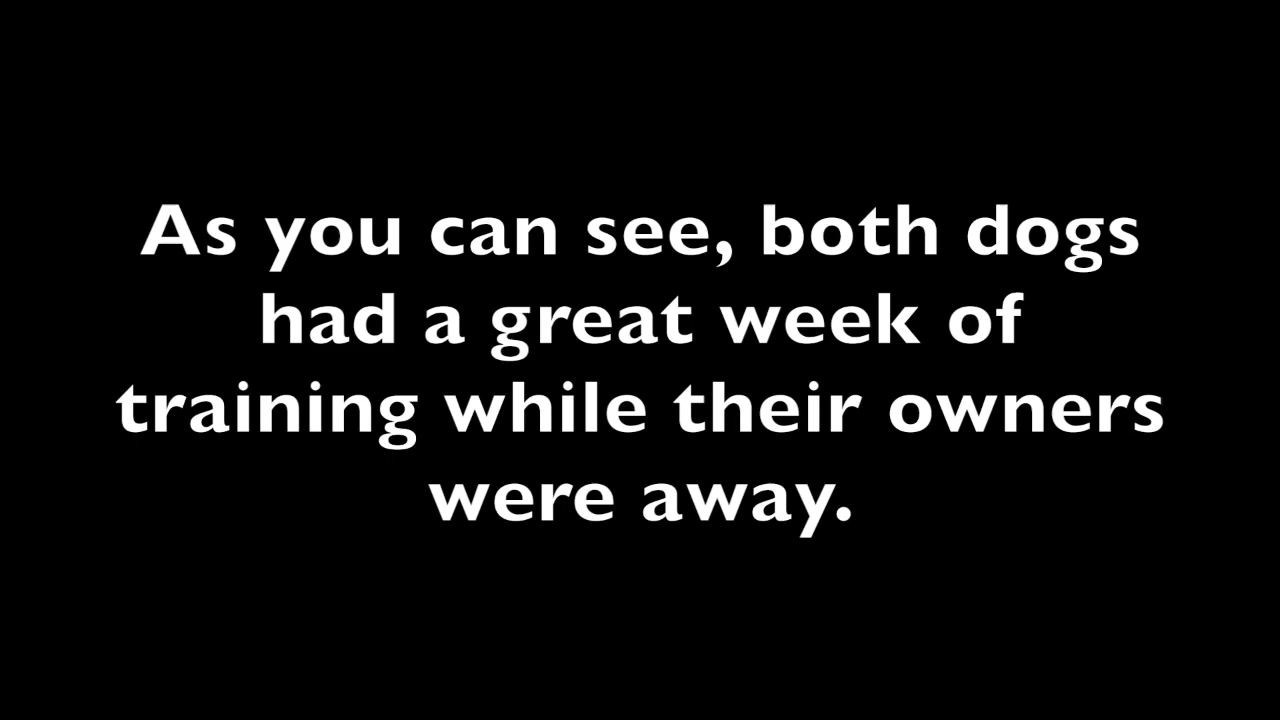 As you can see, both dogs
had a great week of
training while their owners
were away.